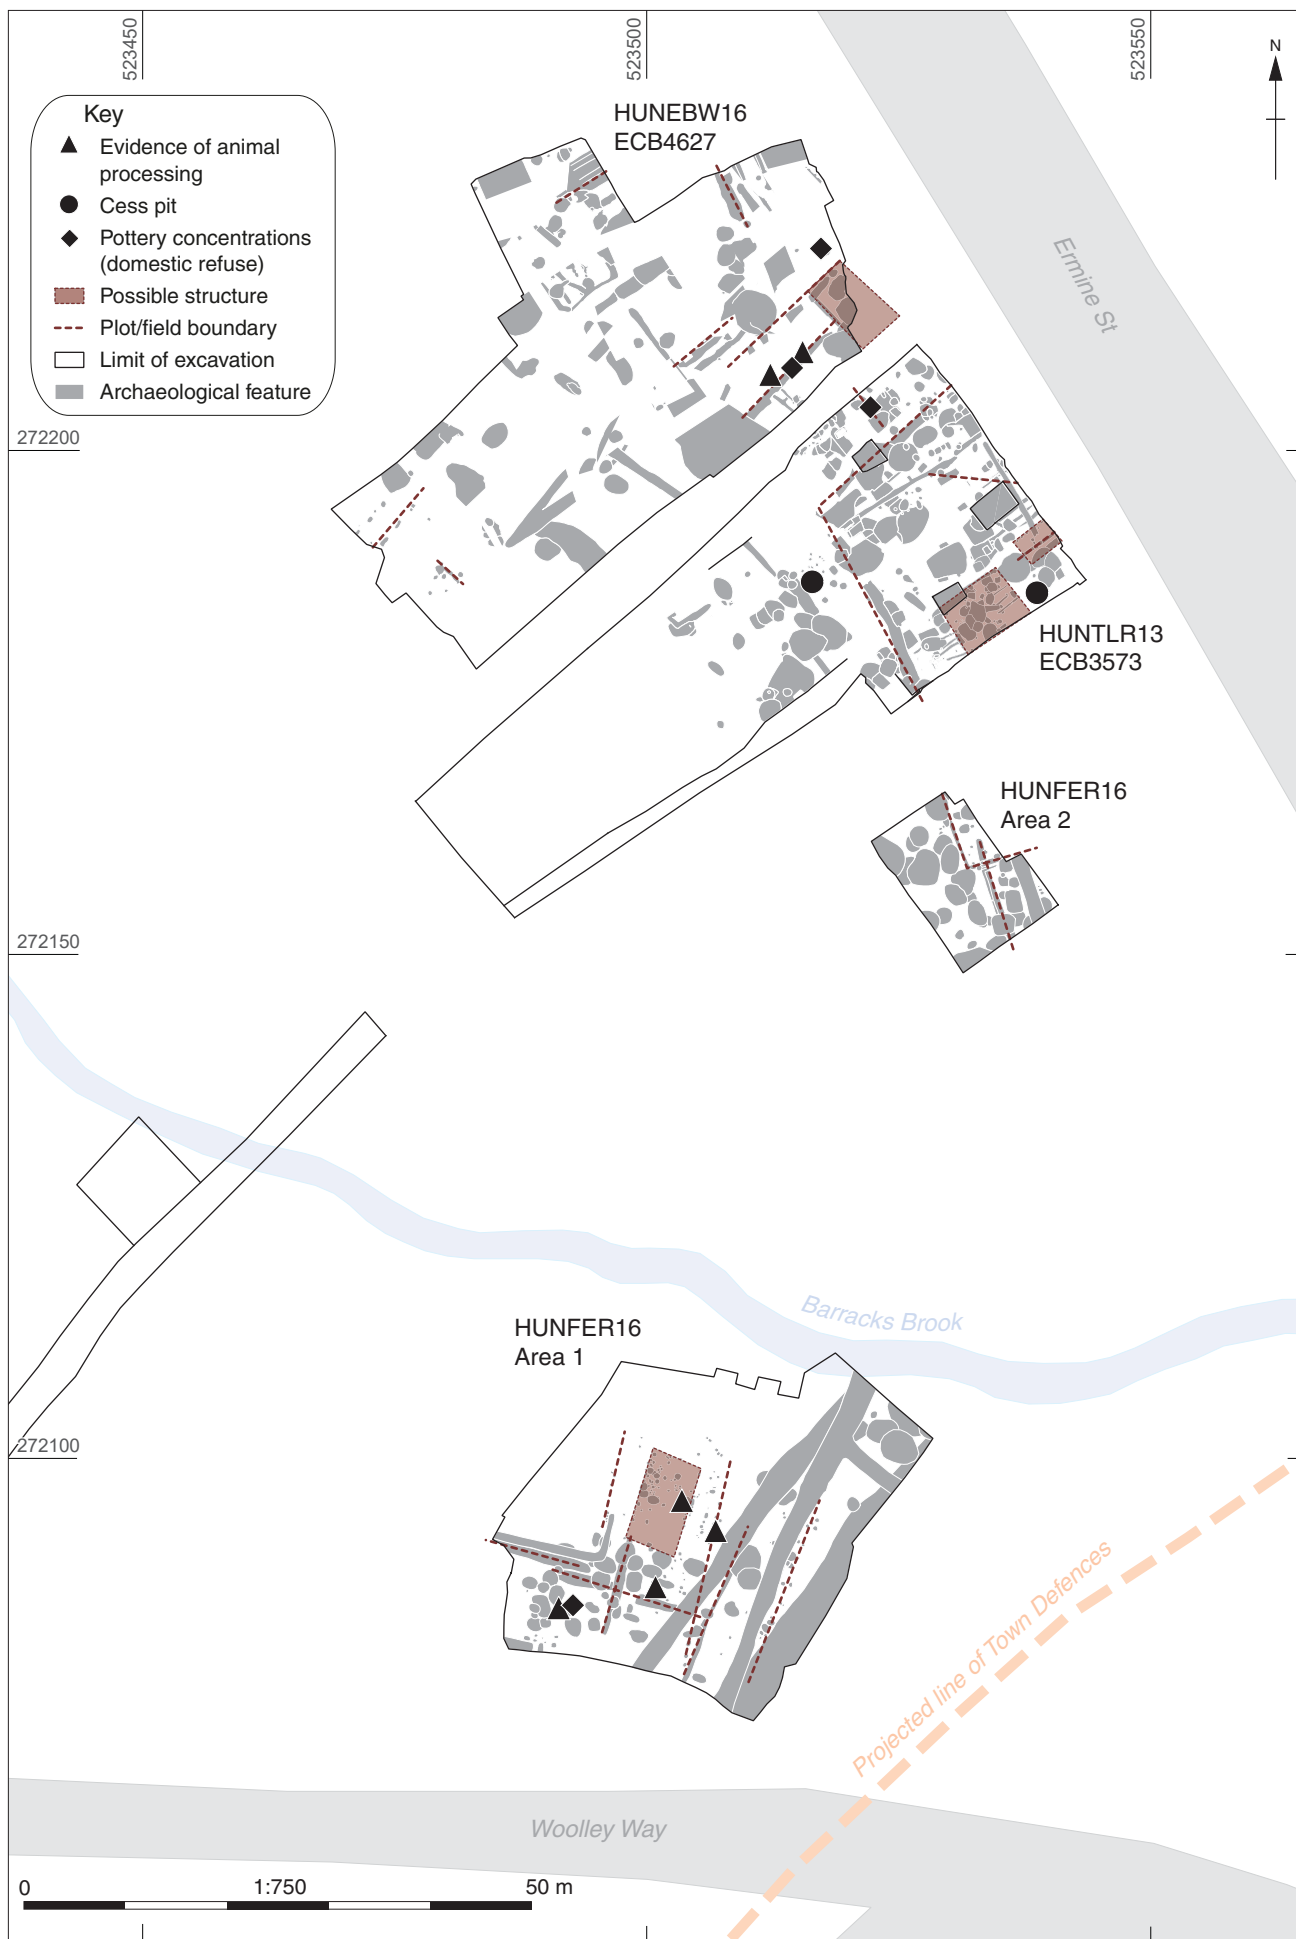 523450
523500
523550
N
Key
Evidence of animal
processing
Cess pit
Pottery concentrations
(domestic refuse)
Possible structure
Plot/field boundary
Limit of excavation
Archaeological feature
HUNEBW16
ECB4627
Ermine St
272200
HUNTLR13
ECB3573
HUNFER16
Area 2
272150
Barracks Brook
HUNFER16
Area 1
272100
Projected line of Town Defences
Woolley Way
0
1:750
50 m